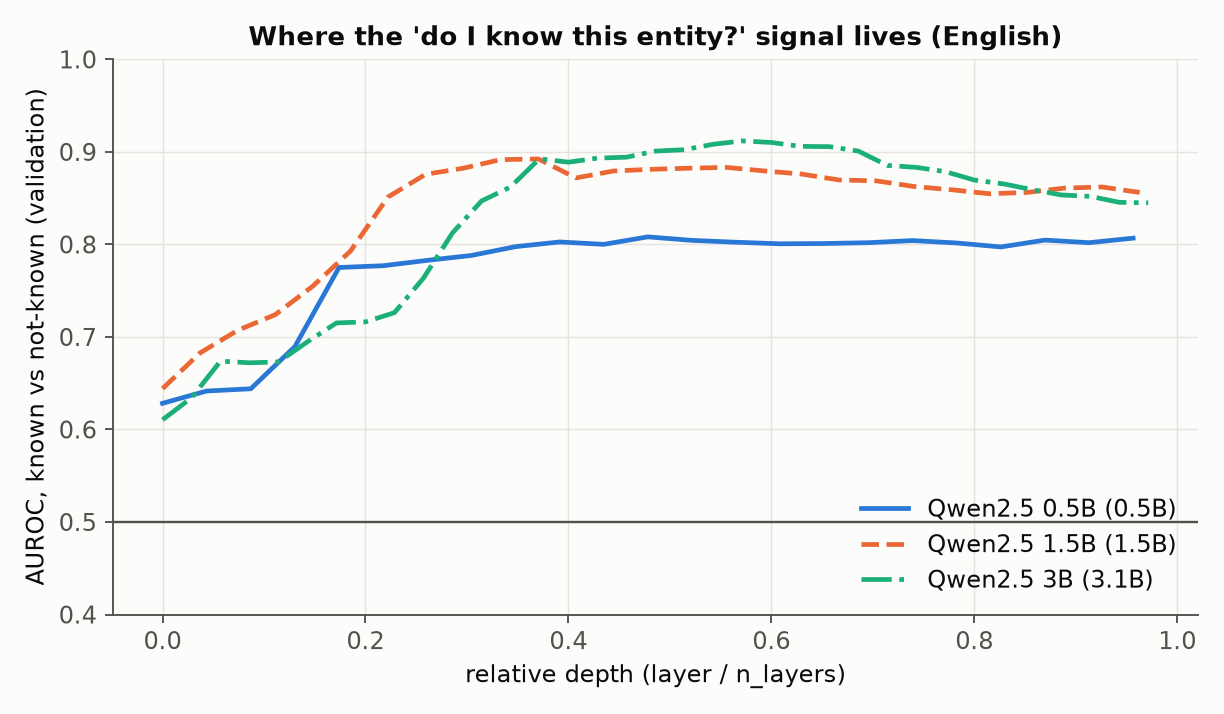 Where the 'do I know this entity?' signal lives (English)
AUROC, known vs not-known (validation)
1.0
0.9
0.8
0.7
0.6
0.5
0.4
Qwen2.5 0.5B (0.5B)
Qwen2.5 1.5B (1.5B)
Qwen2.5 3B (3.1B)
0.0 0.2 0.4 0.6 0.8 1.0
relative depth (layer / n_layers)